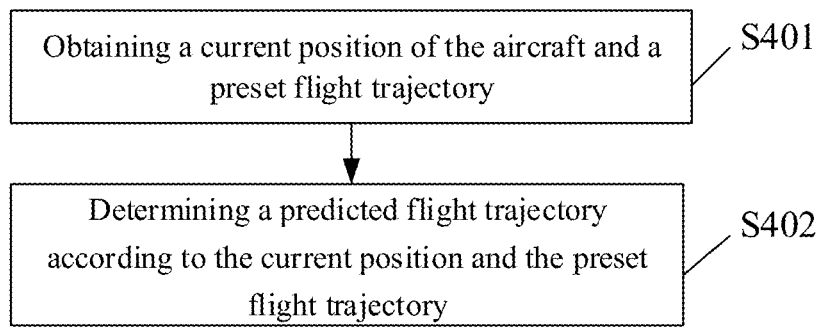 Obtaining a current position of the aircraft and a
preset flight trajectory
S401
Determining a predicted flight trajectory
according to the current position and the preset
flight trajectory
S402